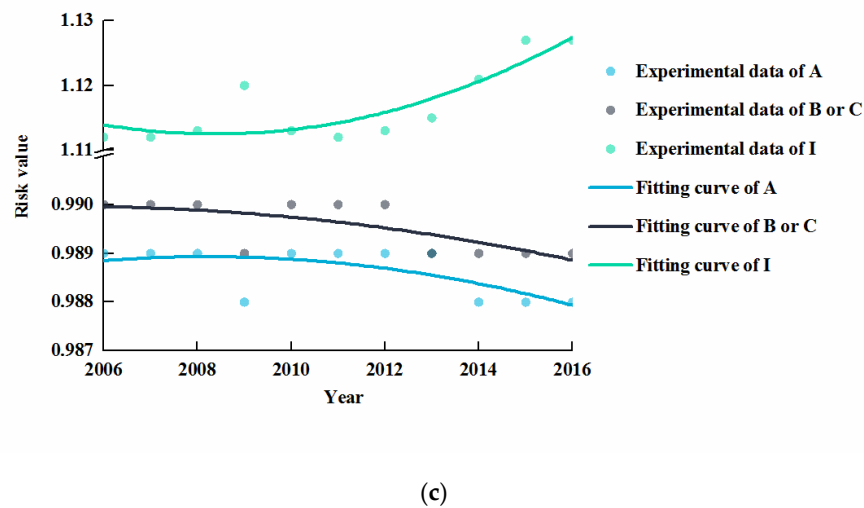 1.13
1.12
1.11
0.990
0.989
0.988
0.987
Risk value
2006 2008 2010 2012 2014 2016
Year
Experimental data of A
Experimental data of B or C
Experimental data of I
Fitting curve of A
Fitting curve of B or C
Fitting curve of I
(c)